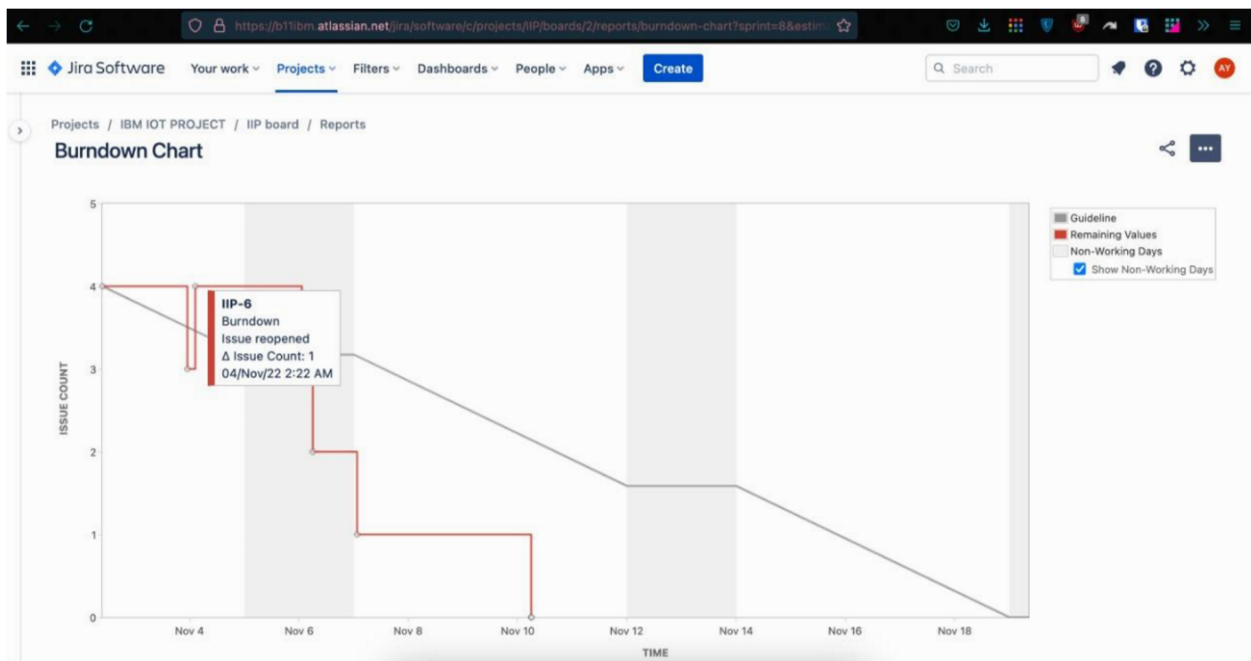 https://b11ibm.atlassian.net/jira/software/c/projects/IIP/boards/2/reports/burndown-chart?sprint=8&estim
Jira Software Your work Projects Filters Dashboards People Apps Create Search AY
Projects / IBM IOT PROJECT / IIP board / Reports
Burndown Chart
Guideline
Remaining Values
Non-Working Days
Show Non-Working Days
ISSUE COUNT
5
4
3
2
1
0
IIP-6
Burndown
Issue reopened
Δ Issue Count: 1
04/Nov/22 2:22 AM
Nov 4 Nov 6 Nov 8 Nov 10 Nov 12 Nov 14 Nov 16 Nov 18
TIME